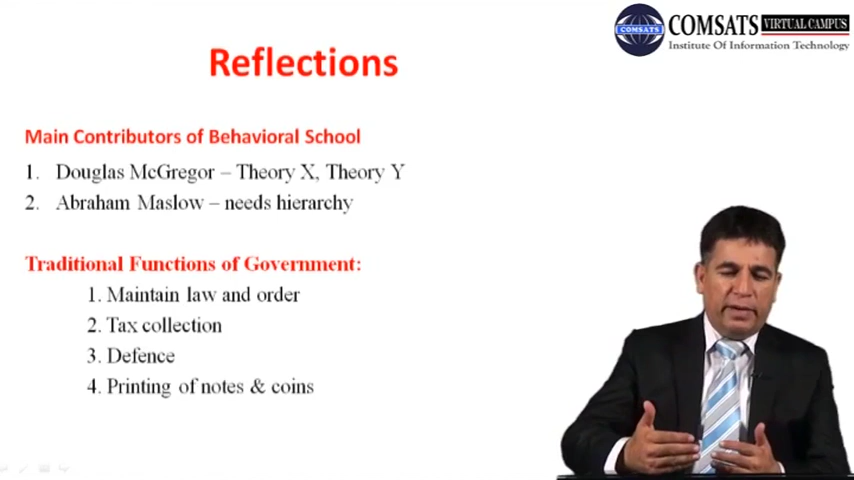 COMSATS VIRTUAL CAMPUS
COMSATS
Institute Of Information Technology
Reflections
Main Contributors of Behavioral School
1. Douglas McGregor – Theory X, Theory Y
2. Abraham Maslow – needs hierarchy
Traditional Functions of Government:
1. Maintain law and order
2. Tax collection
3. Defence
4. Printing of notes & coins